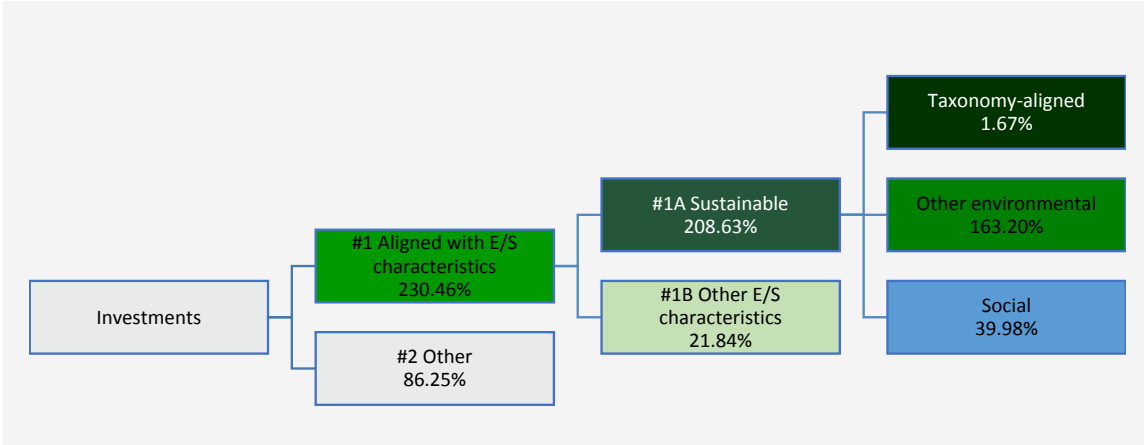 Investments
#1 Aligned with E/S
characteristics
230.46%
#2 Other
86.25%
#1A Sustainable
208.63%
#1B Other E/S
characteristics
21.84%
Taxonomy-aligned
1.67%
Other environmental
163.20%
Social
39.98%